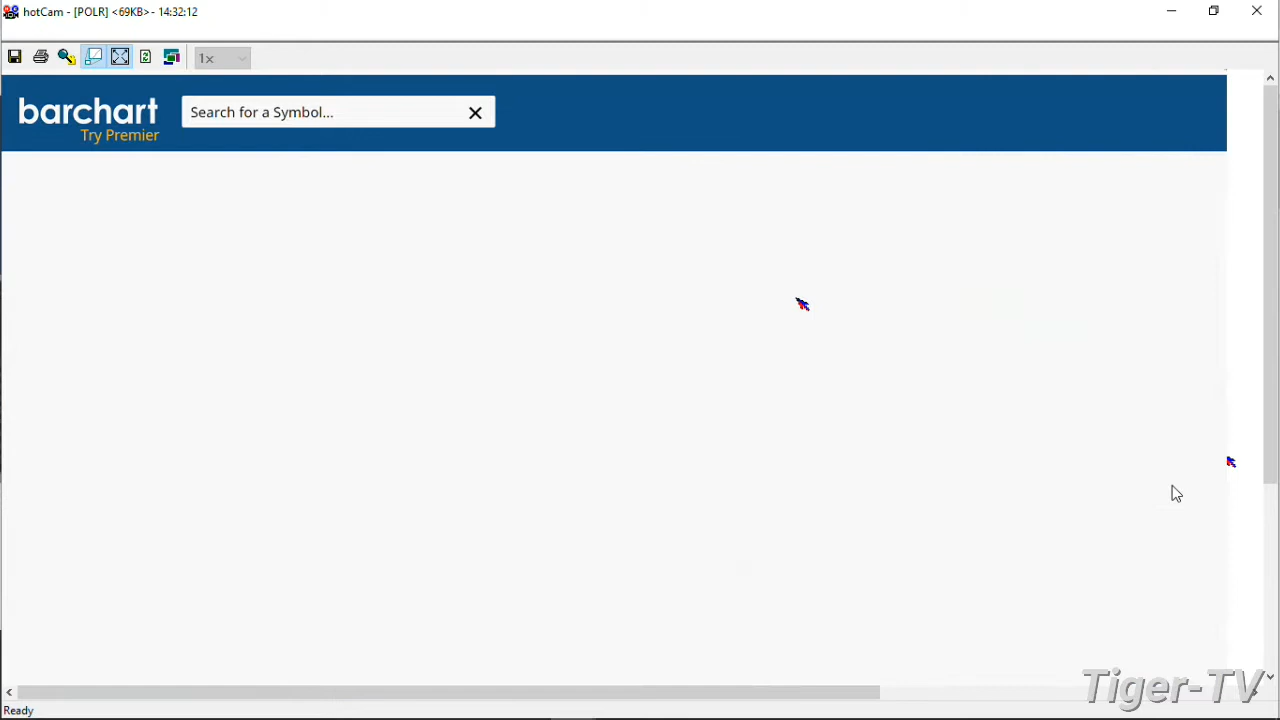 hotCam - [POLR] <69KB> - 14:32:12
1x
barchart
Search for a Symbol...
Try Premier
Tiger-TV
Ready